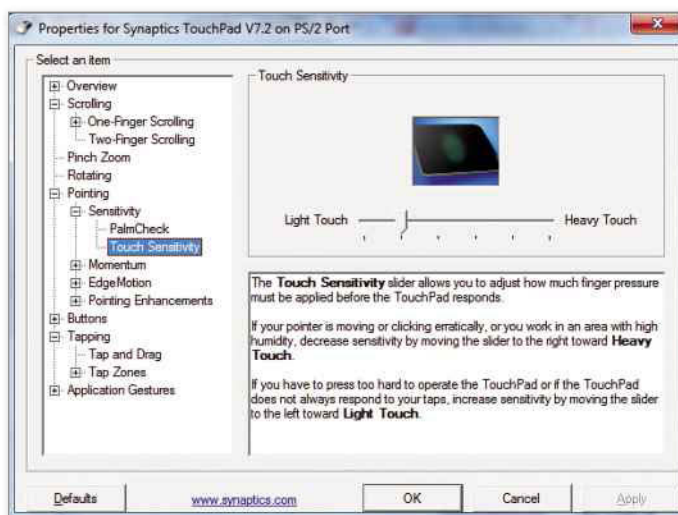 Properties for Synaptics TouchPad V7.2 on PS/2 Port
Select an item
Overview
Scrolling
One-Finger Scrolling
Two-Finger Scrolling
Pinch Zoom
Rotating
Pointing
Sensitivity
PalmCheck
Touch Sensitivity
Momentum
EdgeMotion
Pointing Enhancements
Buttons
Tapping
Tap and Drag
Tap Zones
Application Gestures
Touch Sensitivity
Light Touch
Heavy Touch
The Touch Sensitivity slider allows you to adjust how much finger pressure
must be applied before the TouchPad responds.
If your pointer is moving or clicking erratically, or you work in an area with high
humidity, decrease sensitivity by moving the slider to the right toward Heavy
Touch.
If you have to press too hard to operate the TouchPad or if the TouchPad
does not always respond to your taps, increase sensitivity by moving the slider
to the left toward Light Touch.
Defaults
www.synaptics.com
OK
Cancel
Apply